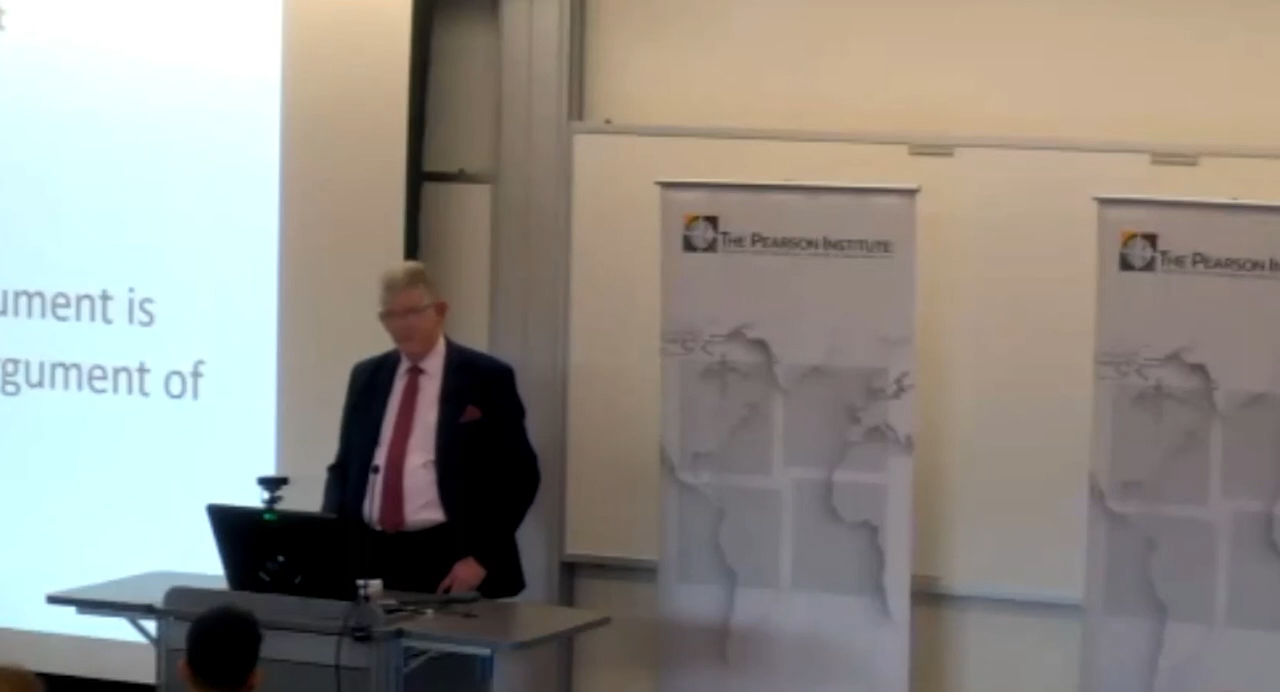 ument is
gument of
THE PEARSON INSTITUTE
THE PEARSON IN